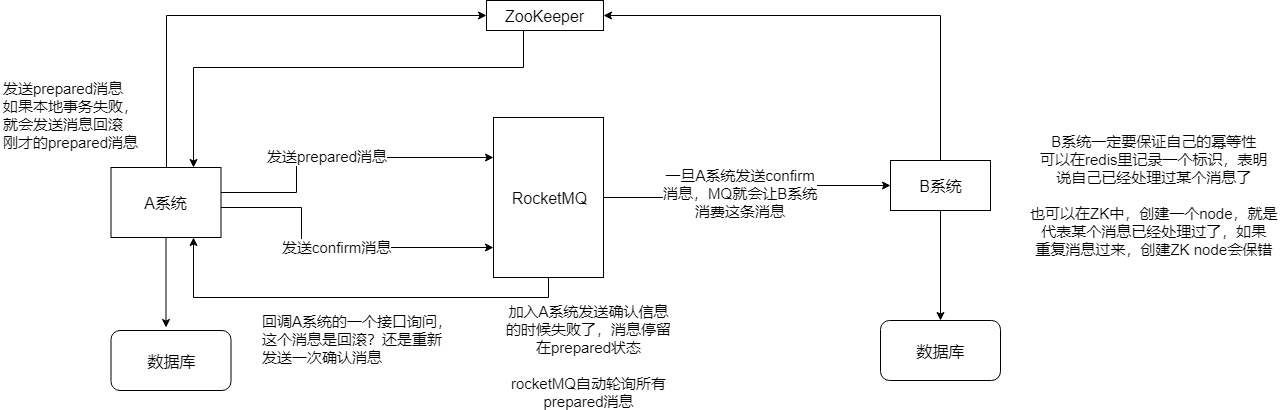 ZooKeeper
发送prepared消息
如果本地事务失败，
就会发送消息回滚
刚才的prepared消息
A系统
发送prepared消息
发送confirm消息
RocketMQ
一旦A系统发送confirm
消息，MQ就会让B系统
消费这条消息
B系统
B系统一定要保证自己的幂等性
可以在redis里记录一个标识，表明
说自己已经处理过某个消息了
也可以在ZK中，创建一个node，就是
代表某个消息已经处理过了，如果
重复消息过来，创建ZK node会保错
回调A系统的一个接口询问，
这个消息是回滚？还是重新
发送一次确认消息
加入A系统发送确认信息
的时候失败了，消息停留
在prepared状态
rocketMQ自动轮询所有
prepared消息
数据库
数据库